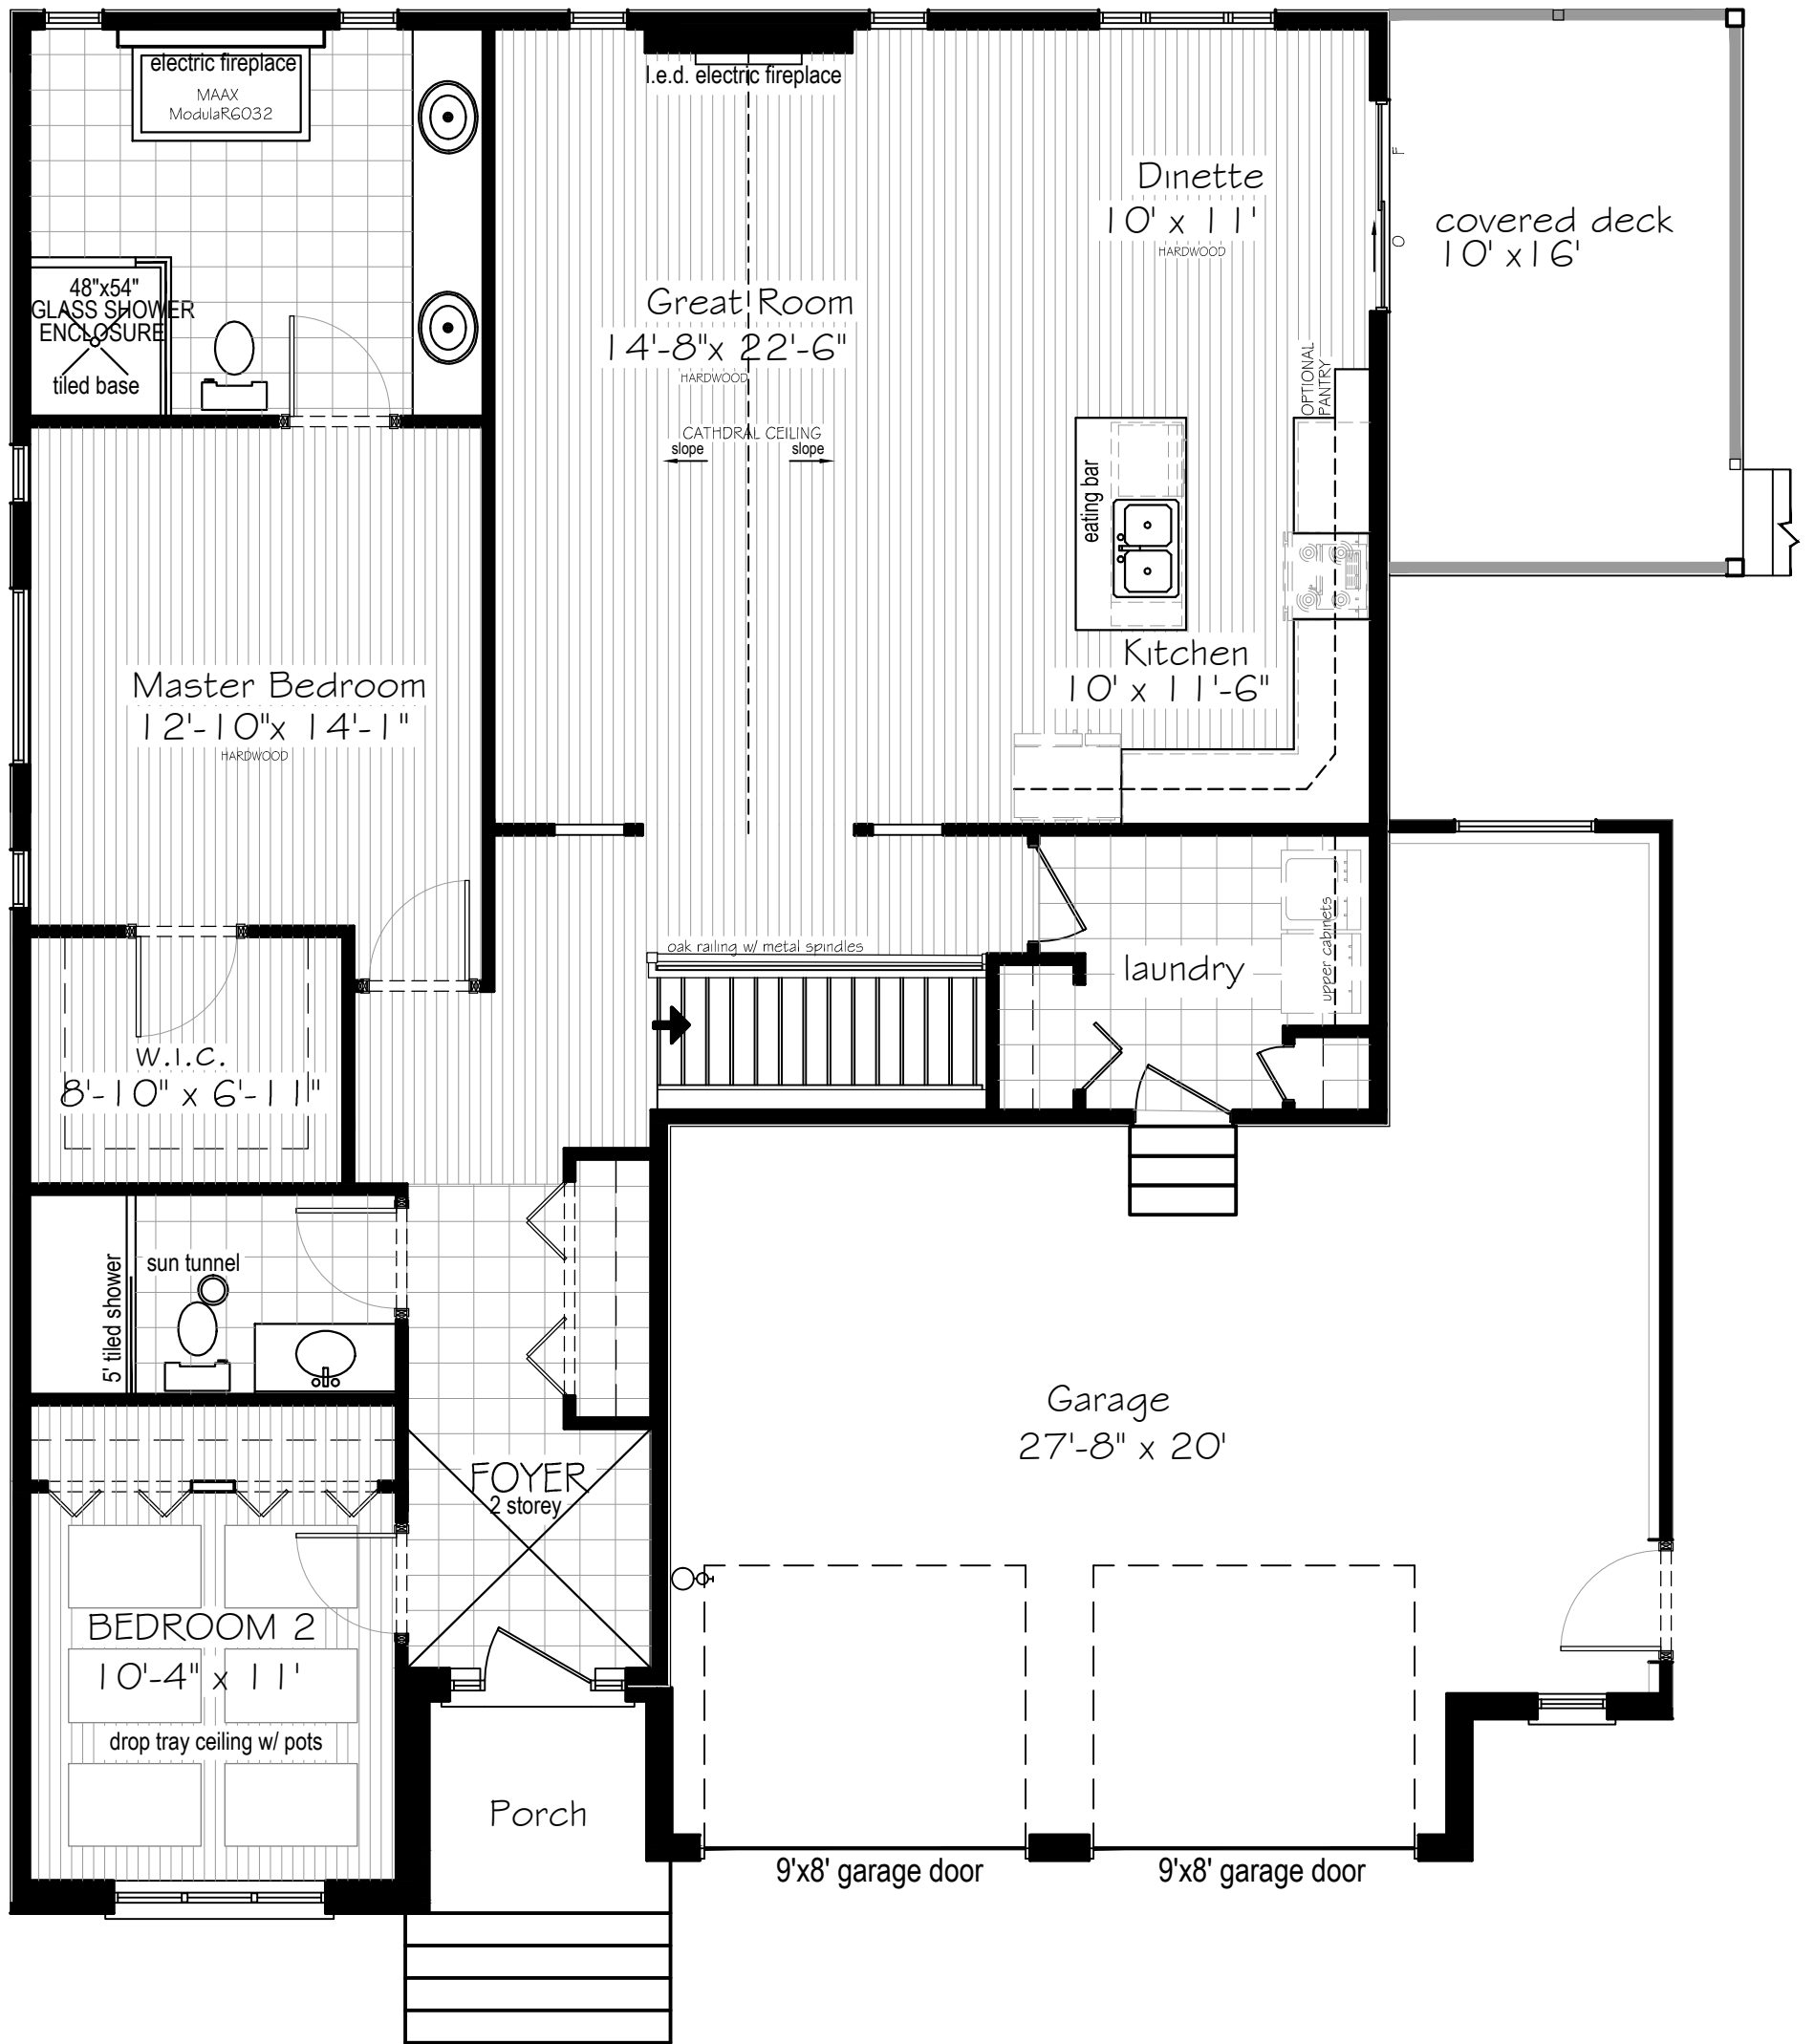 electric fireplace
MAAX
ModulaR6032
l.e.d. electric fireplace
Dinette
10' x 11'
HARDWOOD
F
O
covered deck
10' x16'
48"x54"
GLASS SHOWER
ENCLOSURE
tiled base
Great Room
14'-8"x 22'-6"
HARDWOOD
CATHDRAL CEILING
slope
slope
OPTIONAL
PANTRY
eating bar
Kitchen
10' x 11'-6"
Master Bedroom
12'-10"x 14'-1"
HARDWOOD
oak railing w/ metal spindles
laundry
upper cabinets
W.I.C.
8'-10" x 6'-11"
sun tunnel
5' tiled shower
Garage
27'-8" x 20'
FOYER
2 storey
BEDROOM 2
10'-4" x 11'
drop tray ceiling w/ pots
Porch
9'x8' garage door
9'x8' garage door